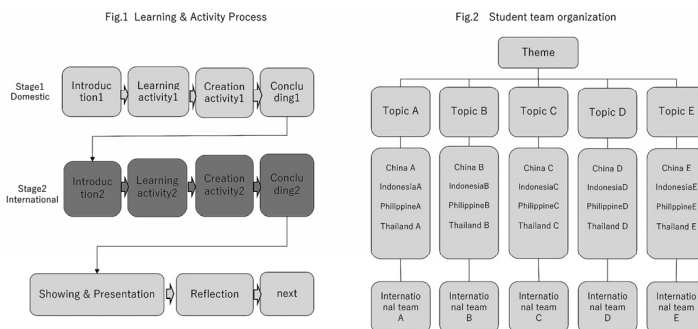 Fig.1 Learning & Activity Process
Stage1
Domestic
Introduc
tion1
Learning
activity1
Creation
activity1
Conclu
ding1
Stage2
International
Introduc
tion2
Learning
activity2
Creation
activity2
Conclu
ding2
Showing & Presentation
Reflection
next
Fig.2 Student team organization
Theme
Topic A
Topic B
Topic C
Topic D
Topic E
China A
IndonesiaA
PhilippineA
Thailand A
China B
IndonesiaB
PhilippineB
Thailand B
China C
IndonesiaC
PhilippineC
Thailand C
China D
IndonesiaD
PhilippineD
Thailand D
China E
IndonesiaE
PhilippineE
Thailand E
Internatio
nal team
A
Internatio
nal team
B
Internatio
nal team
C
Internatio
nal team
D
Internatio
nal team
E